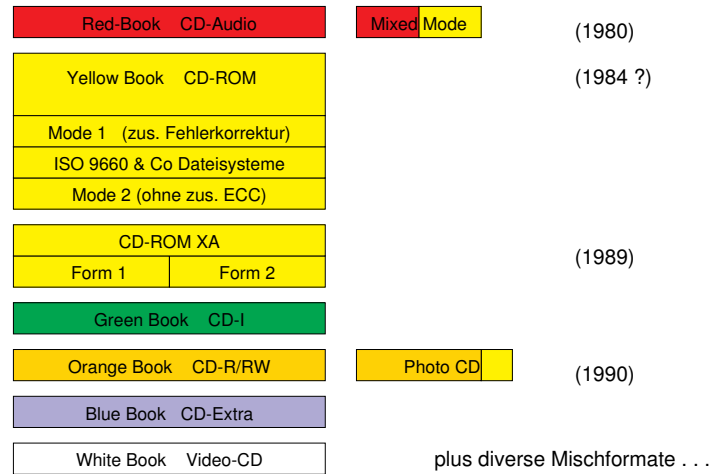 Red-Book CD-Audio Mixed Mode (1980)
Yellow Book CD-ROM (1984 ?)
Mode 1 (zus. Fehlerkorrektur)
ISO 9660 & Co Dateisysteme
Mode 2 (ohne zus. ECC)
CD-ROM XA
(1989)
Form 1 Form 2
Green Book CD-I
Orange Book CD-R/RW Photo CD (1990)
Blue Book CD-Extra
White Book Video-CD plus diverse Mischformate . . .